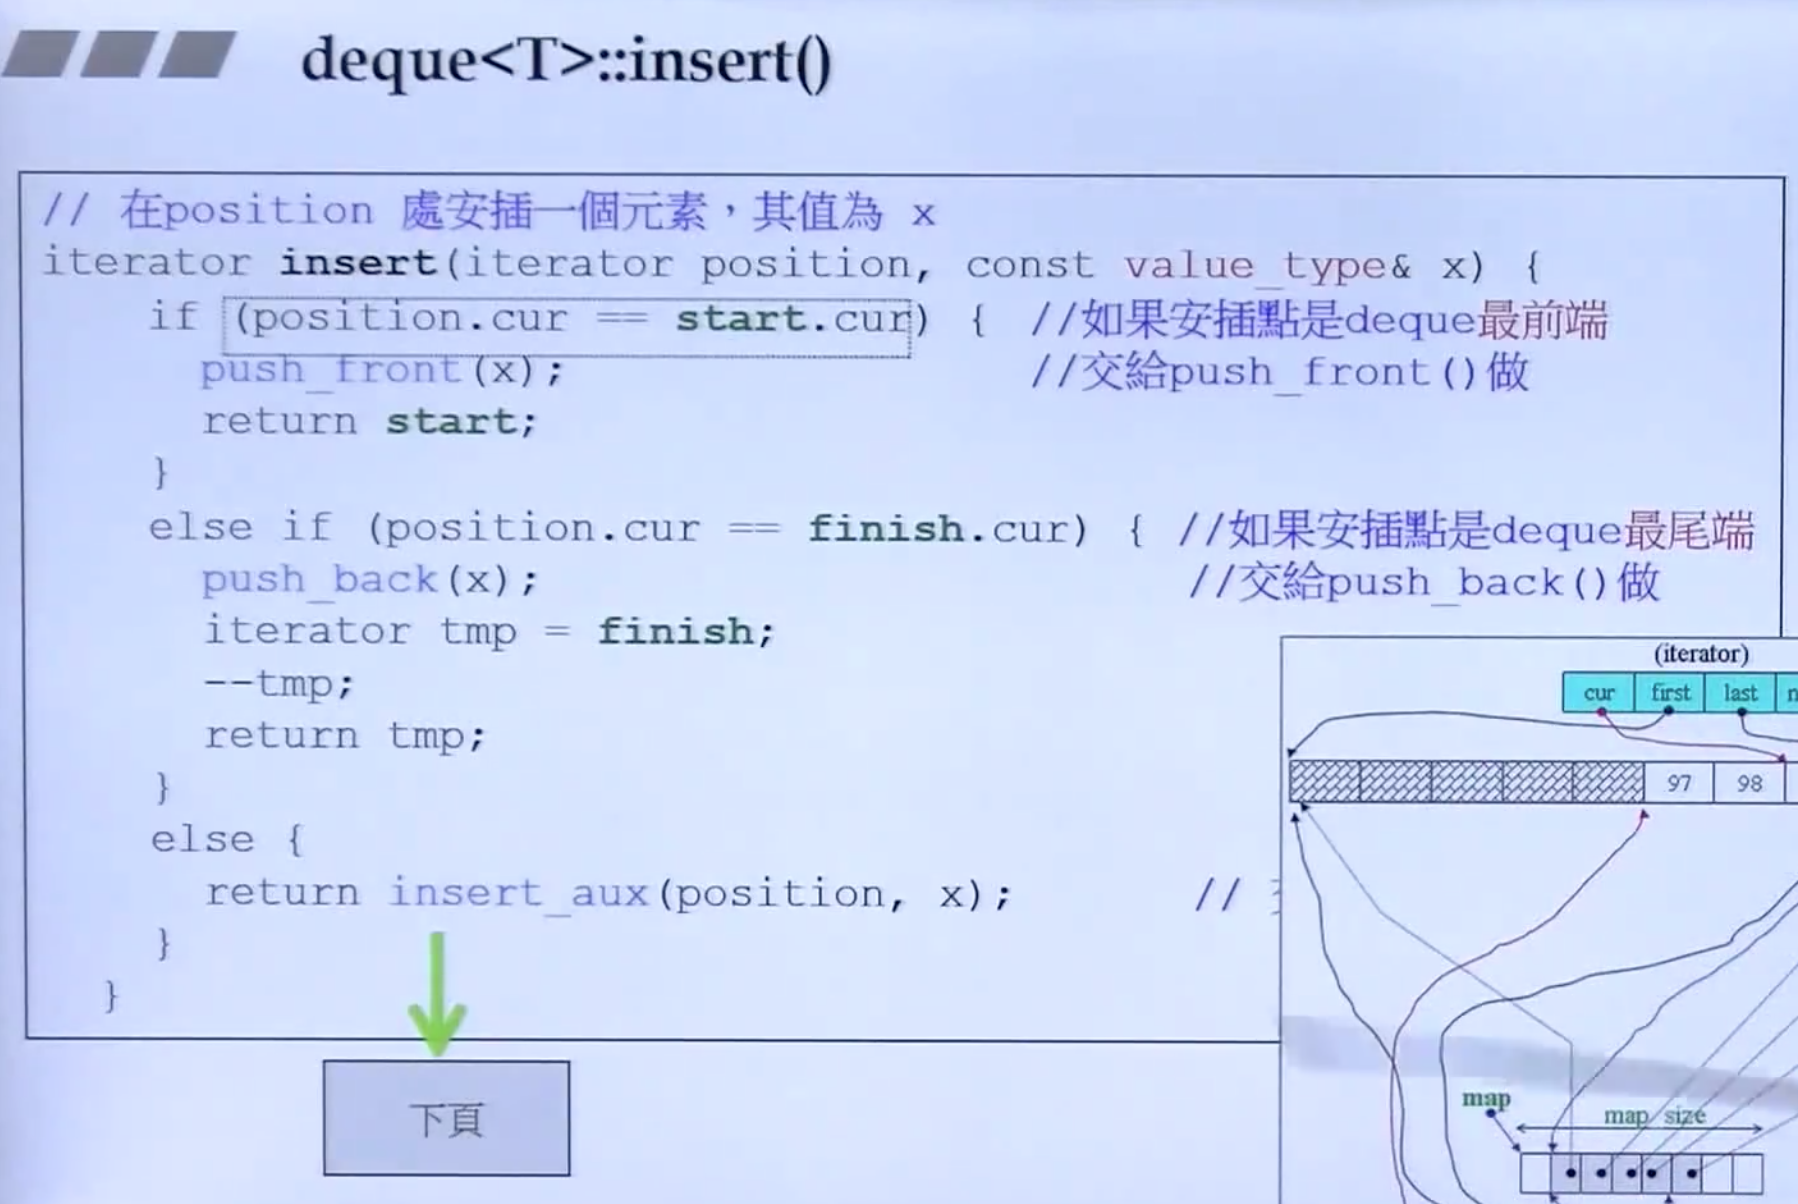 deque<T>::insert()
// 在position 處安插一個元素，其值為 x
iterator insert(iterator position, const value_type& x) {
if (position.cur == start.cur) { //如果安插點是deque最前端
push_front(x); //交給push_front()做
return start;
}
else if (position.cur == finish.cur) { //如果安插點是deque最尾端
push_back(x); //交給push_back()做
iterator tmp = finish;
--tmp;
return tmp;
}
else {
return insert_aux(position, x); //
}
}
下頁
(iterator)
cur first last
97 98
map
map_size